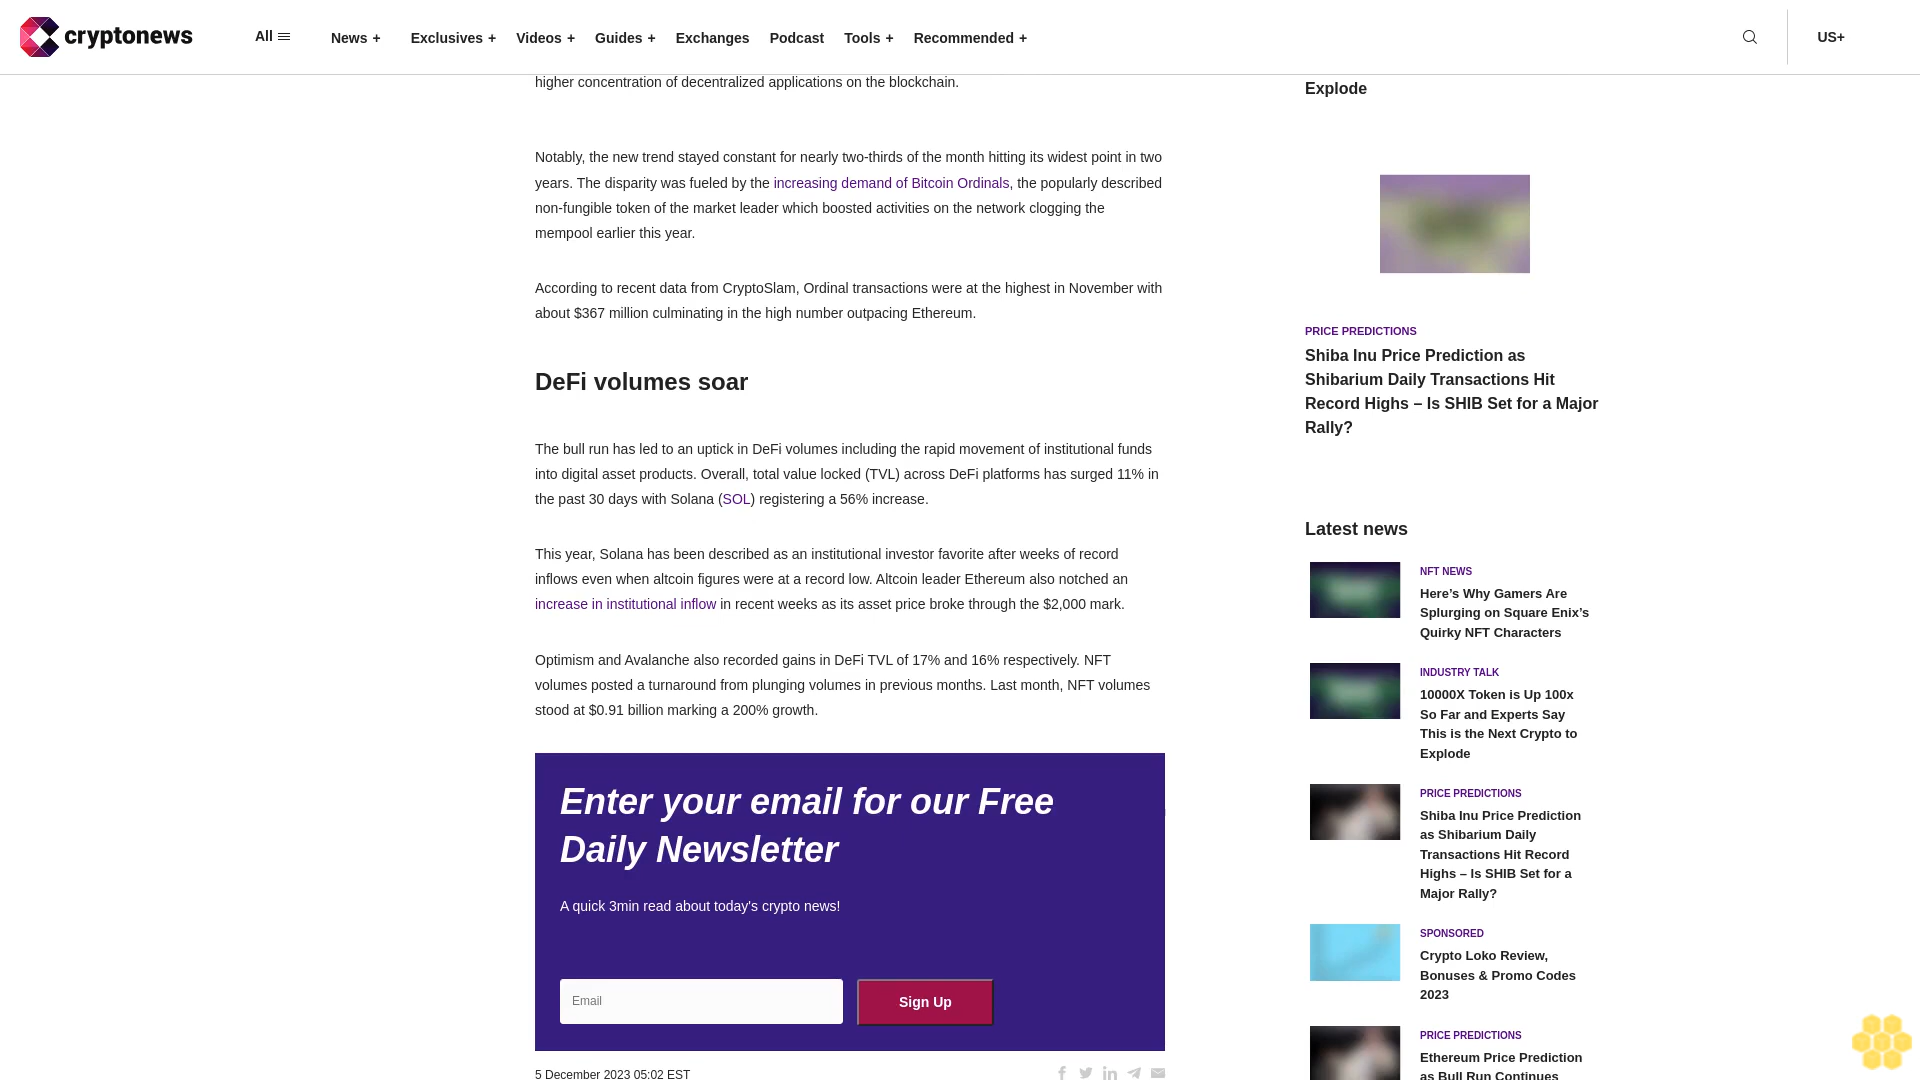 cryptonews
All
News +
Exclusives +
Videos +
Guides +
Exchanges
Podcast
Tools +
Recommended +
US+
higher concentration of decentralized applications on the blockchain.
Notably, the new trend stayed constant for nearly two-thirds of the month hitting its widest point in two
years. The disparity was fueled by the increasing demand of Bitcoin Ordinals, the popularly described
non-fungible token of the market leader which boosted activities on the network clogging the
mempool earlier this year.
According to recent data from CryptoSlam, Ordinal transactions were at the highest in November with
about $367 million culminating in the high number outpacing Ethereum.
DeFi volumes soar
The bull run has led to an uptick in DeFi volumes including the rapid movement of institutional funds
into digital asset products. Overall, total value locked (TVL) across DeFi platforms has surged 11% in
the past 30 days with Solana (SOL) registering a 56% increase.
This year, Solana has been described as an institutional investor favorite after weeks of record
inflows even when altcoin figures were at a record low. Altcoin leader Ethereum also notched an
increase in institutional inflow in recent weeks as its asset price broke through the $2,000 mark.
Optimism and Avalanche also recorded gains in DeFi TVL of 17% and 16% respectively. NFT
volumes posted a turnaround from plunging volumes in previous months. Last month, NFT volumes
stood at $0.91 billion marking a 200% growth.
Enter your email for our Free
Daily Newsletter
A quick 3min read about today's crypto news!
Email
Sign Up
5 December 2023 05:02 EST
Explode
PRICE PREDICTIONS
Shiba Inu Price Prediction as
Shibarium Daily Transactions Hit
Record Highs – Is SHIB Set for a Major
Rally?
Latest news
NFT NEWS
Here’s Why Gamers Are
Splurging on Square Enix’s
Quirky NFT Characters
INDUSTRY TALK
10000X Token is Up 100x
So Far and Experts Say
This is the Next Crypto to
Explode
PRICE PREDICTIONS
Shiba Inu Price Prediction
as Shibarium Daily
Transactions Hit Record
Highs – Is SHIB Set for a
Major Rally?
SPONSORED
Crypto Loko Review,
Bonuses & Promo Codes
2023
PRICE PREDICTIONS
Ethereum Price Prediction
as Bull Run Continues